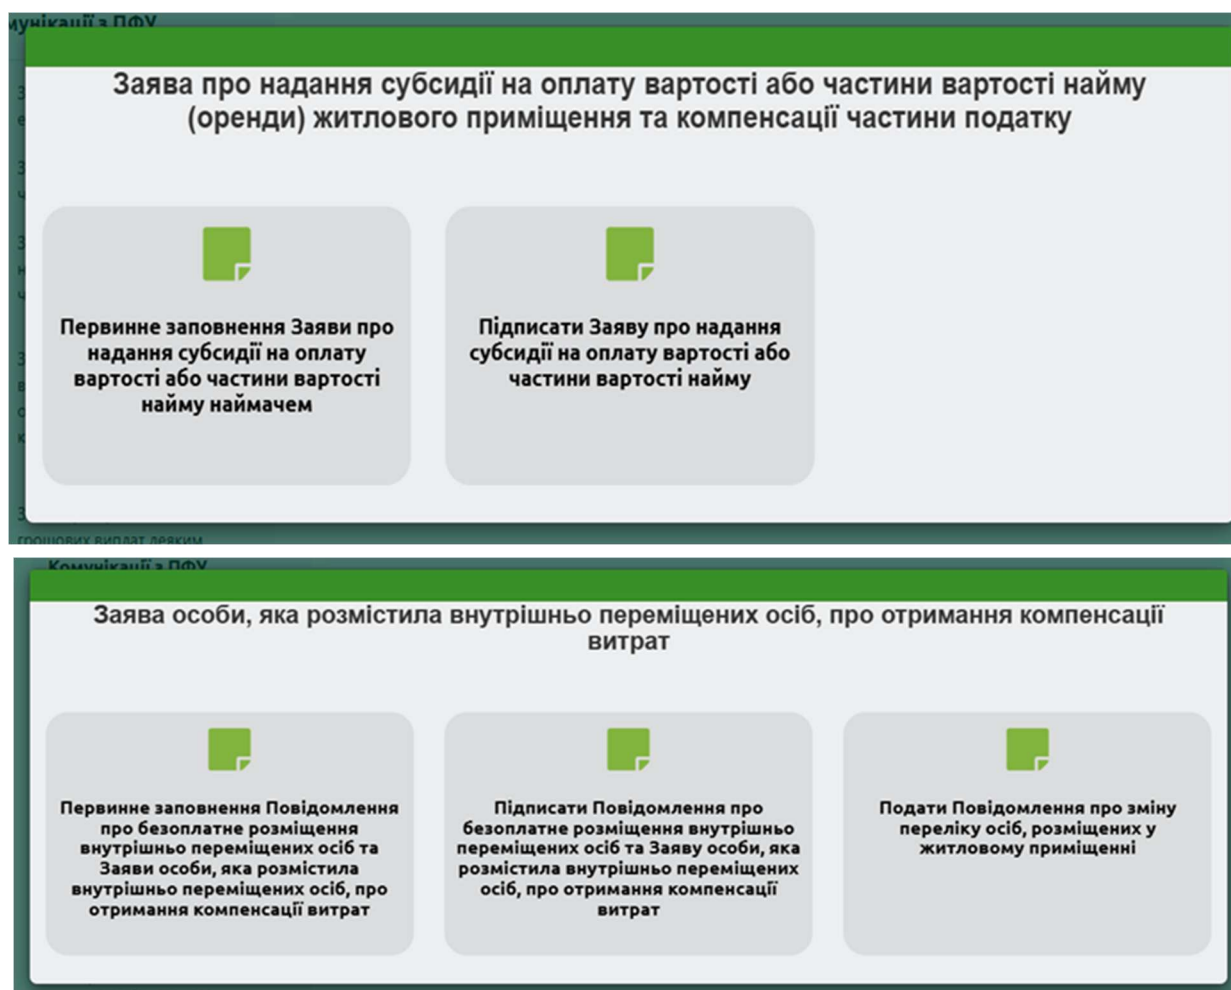 Комунікації з ПФУ
Заява про надання субсидії на оплату вартості або частини вартості найму
(оренди) житлового приміщення та компенсації частини податку
Первинне заповнення Заяви про
надання субсидії на оплату
вартості або частини вартості
найму наймачем
Підписати Заяву про надання
субсидії на оплату вартості або
частини вартості найму
грошових виплат деяким
Комунікації з ПФУ
Заява особи, яка розмістила внутрішньо переміщених осіб, про отримання компенсації
витрат
Первинне заповнення Повідомлення
про безоплатне розміщення
внутрішньо переміщених осіб та
Заяви особи, яка розмістила
внутрішньо переміщених осіб, про
отримання компенсації витрат
Підписати Повідомлення про
безоплатне розміщення внутрішньо
переміщених осіб та Заяву особи, яка
розмістила внутрішньо переміщених
осіб, про отримання компенсації
витрат
Подати Повідомлення про зміну
переліку осіб, розміщених у
житловому приміщенні